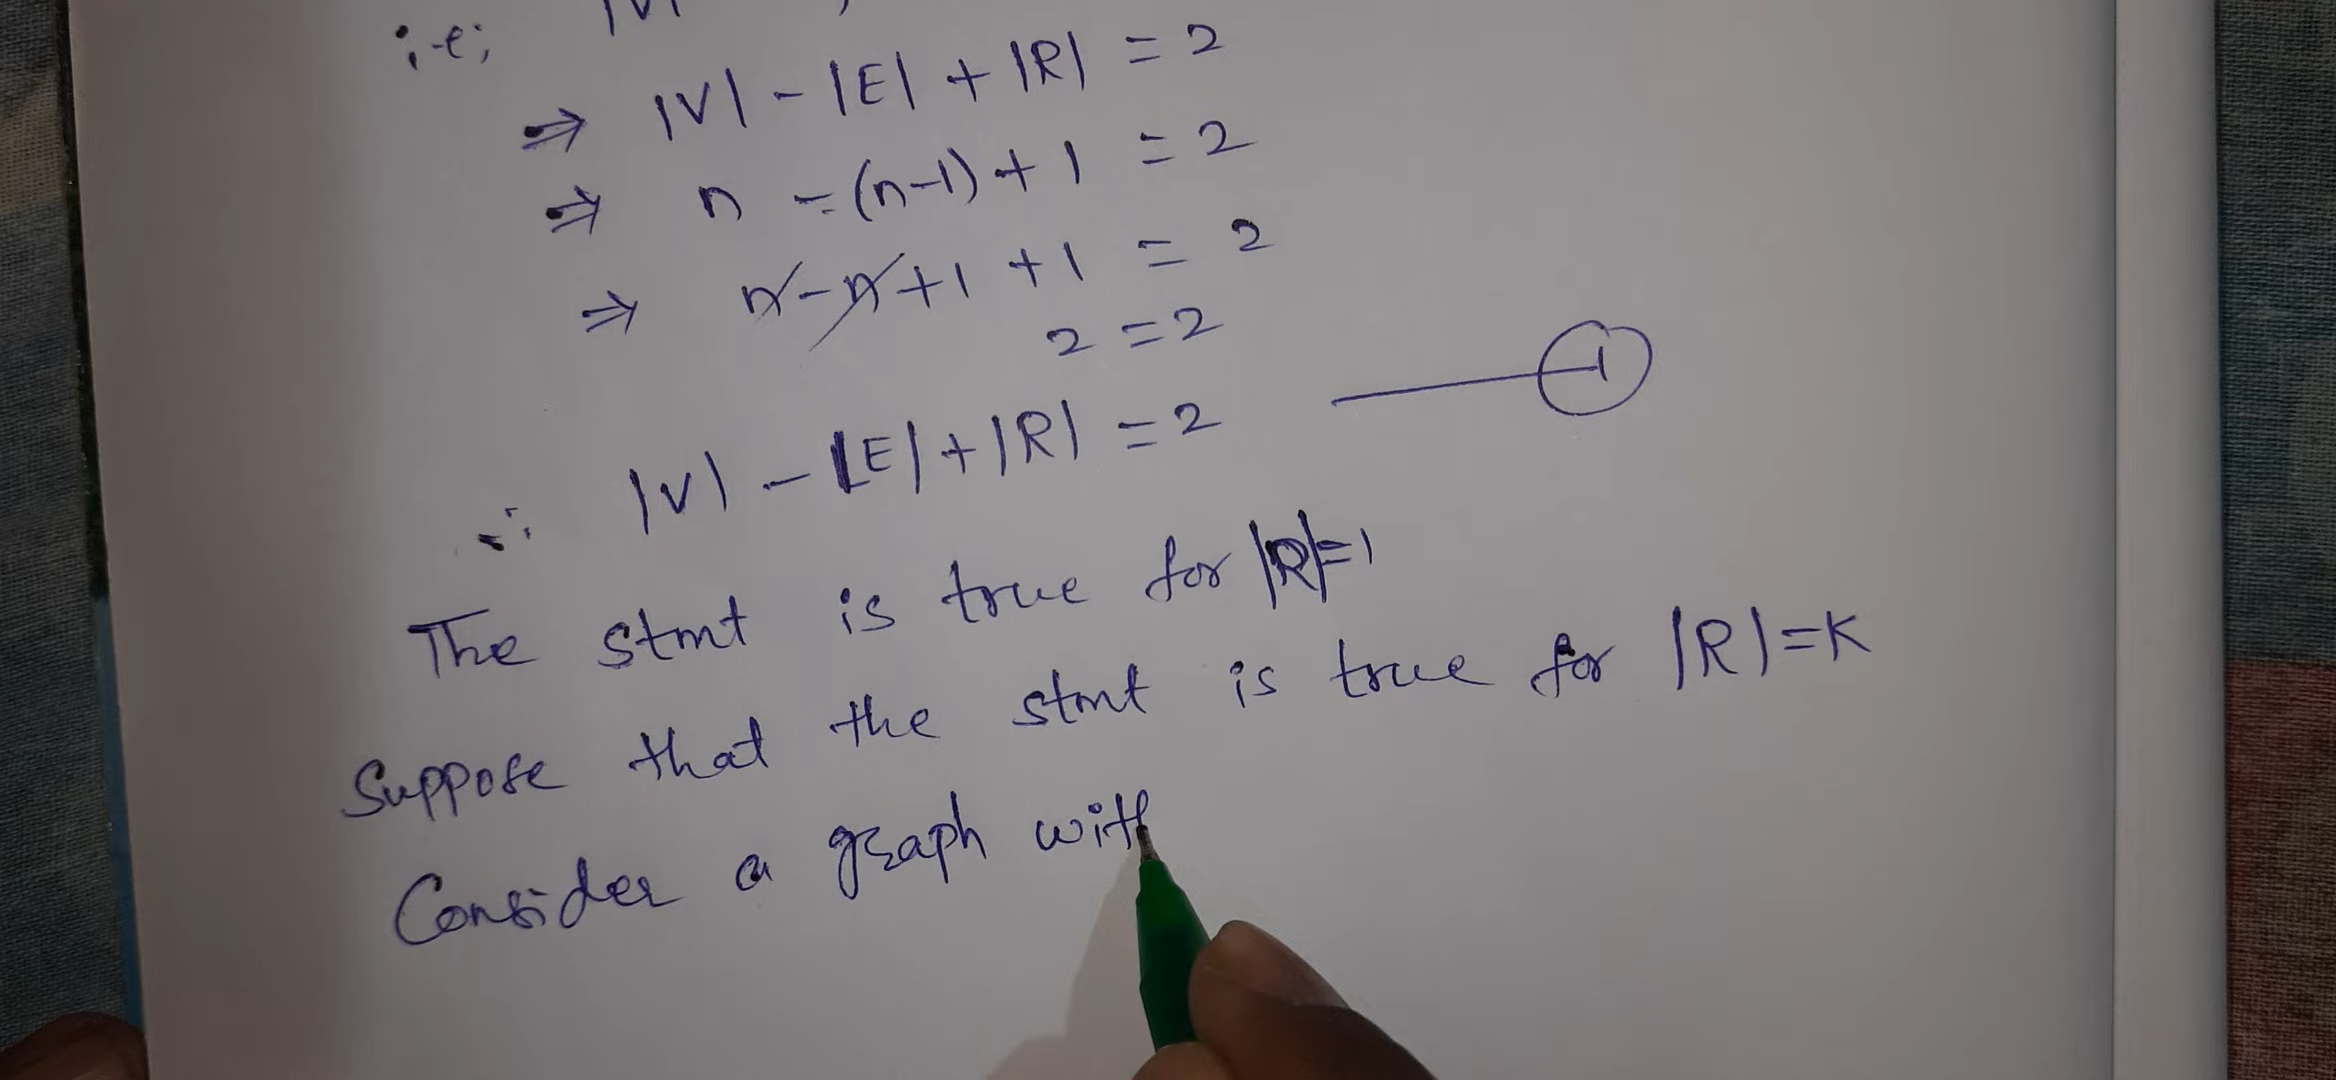 i.e; |V|
⇒ |V| - |E| + |R| = 2
⇒ n - (n-1) + 1 = 2
⇒ n - n + 1 + 1 = 2
2 = 2
∴ |V| - |E| + |R| = 2 — 1
The stmt is true for |R|=1
Suppose that the stmt is true for |R|=K
Consider a graph with